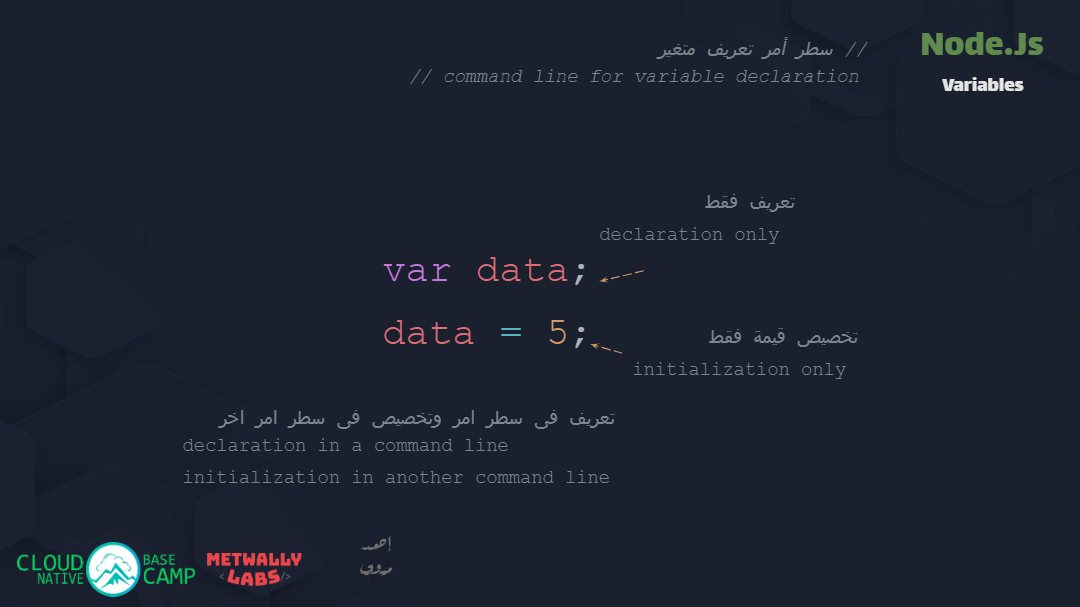 Node.Js
Variables
// سطر أمر تعريف متغير
// command line for variable declaration
تعريف فقط
declaration only
var data;
data = 5;
تخصيص قيمة فقط
initialization only
تعريف فى سطر امر وتخصيص فى سطر امر اخر
declaration in a command line
initialization in another command line
CLOUD NATIVE BASE CAMP
METWALLY
<LABS/>